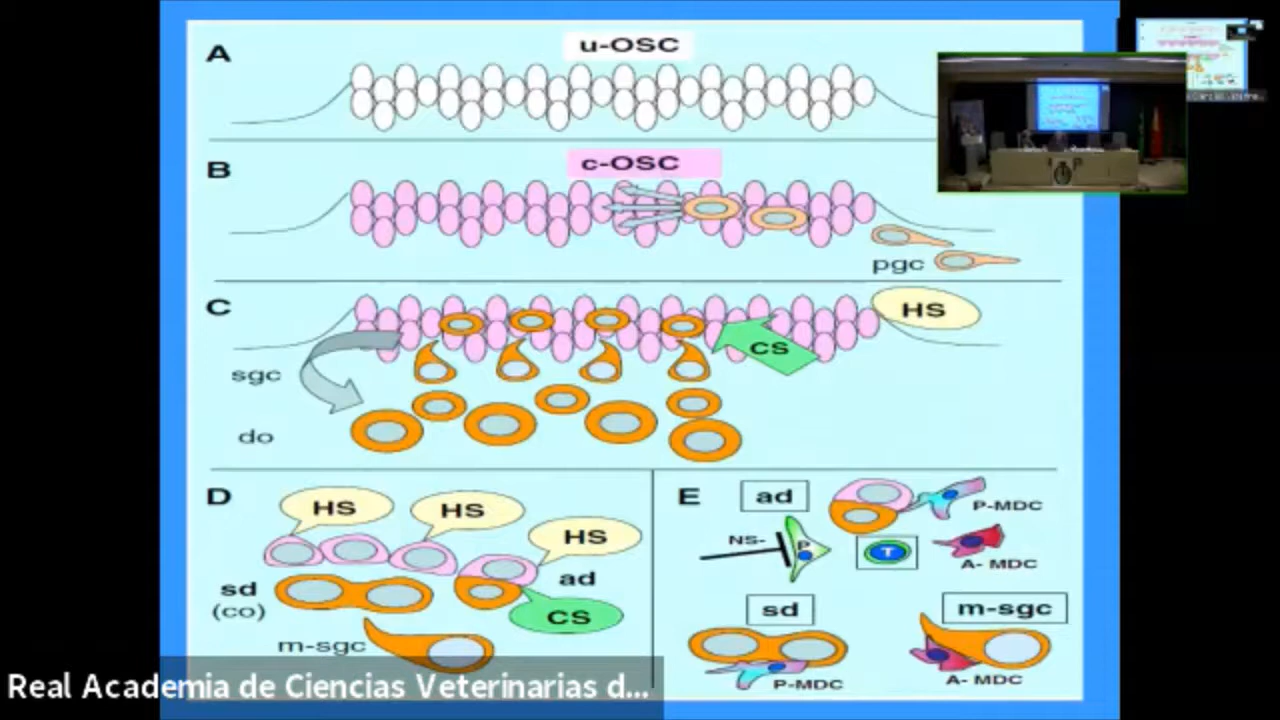 A
u-OSC
B
c-OSC
pgc
C
HS
CS
sgc
do
D
HS
HS
HS
sd
(co)
ad
CS
m-sgc
E
ad
P-MDC
NS-
P
T
A- MDC
sd
m-sgc
P-MDC
A- MDC
Real Academia de Ciencias Veterinarias d...